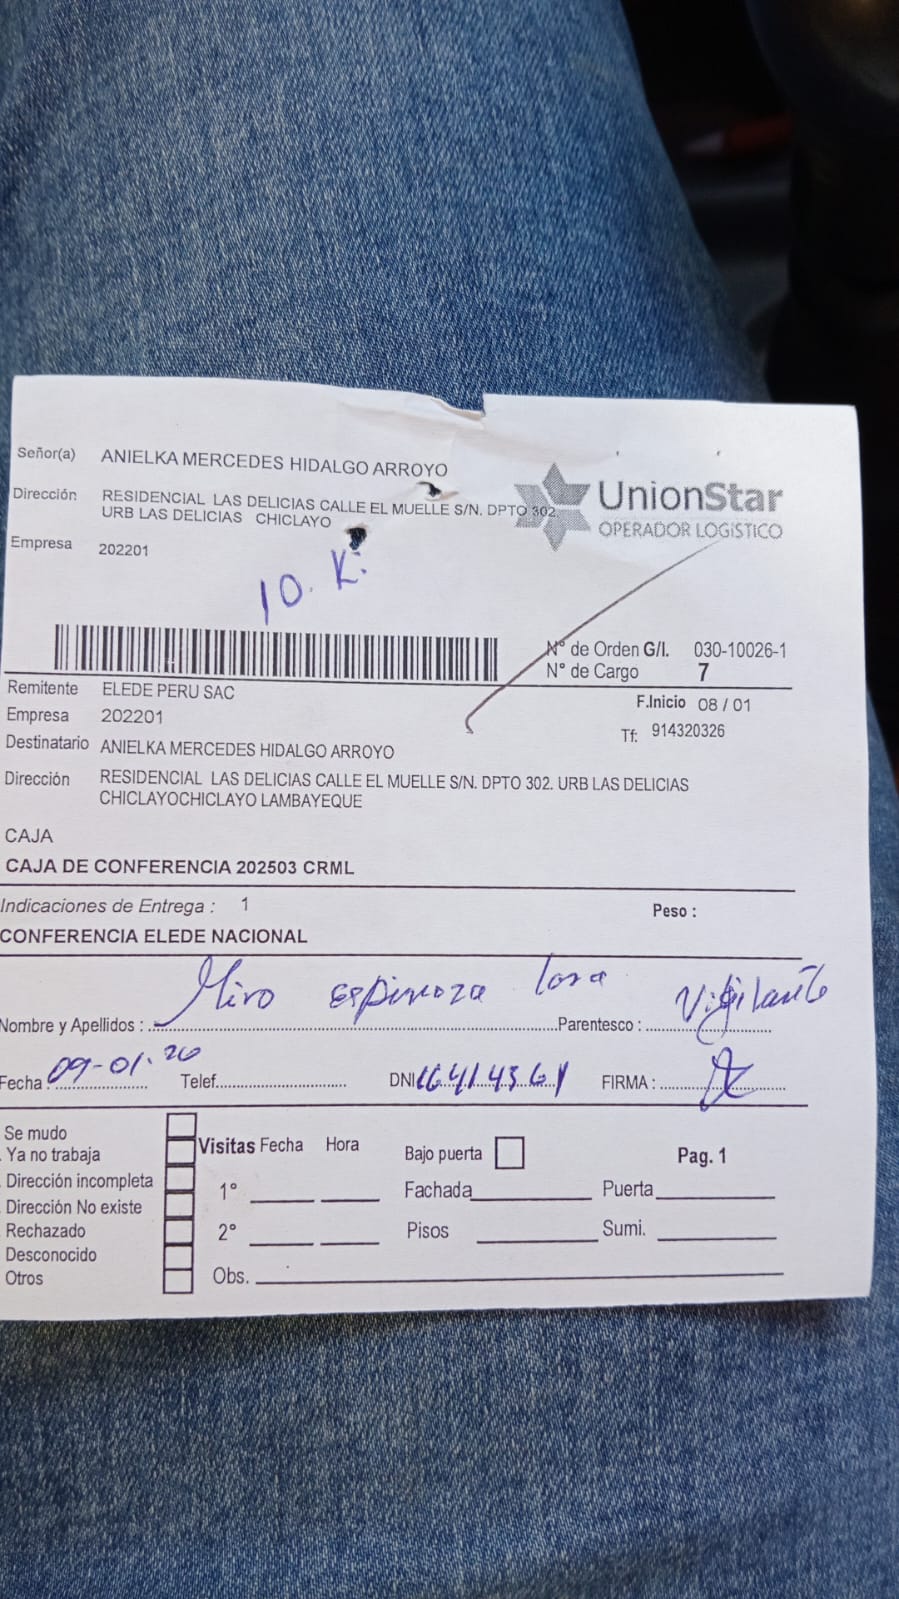 Señor(a) ANIELKA MERCEDES HIDALGO ARROYO
Dirección RESIDENCIAL LAS DELICIAS CALLE EL MUELLE S/N. DPTO 302.
URB LAS DELICIAS CHICLAYO
Empresa 202201
UnionStar
OPERADOR LOGÍSTICO
10. K.
N° de Orden G/I. 030-10026-1
N° de Cargo 7
Remitente ELEDE PERU SAC
F.Inicio 08 / 01
Empresa 202201
Tf: 914320326
Destinatario ANIELKA MERCEDES HIDALGO ARROYO
Dirección RESIDENCIAL LAS DELICIAS CALLE EL MUELLE S/N. DPTO 302. URB LAS DELICIAS
CHICLAYOCHICLAYO LAMBAYEQUE
CAJA
CAJA DE CONFERENCIA 202503 CRML
Indicaciones de Entrega : 1
Peso :
CONFERENCIA ELEDE NACIONAL
Nombre y Apellidos : Miro espinoza Parentesco : Vigilante
Fecha : 09-01-26 Telef. DNI FIRMA :
Se mudo
Ya no trabaja
Dirección incompleta
Dirección No existe
Rechazado
Desconocido
Otros
Visitas Fecha Hora
1°
2°
Obs.
Bajo puerta
Pag. 1
Fachada Puerta
Pisos Sumi.